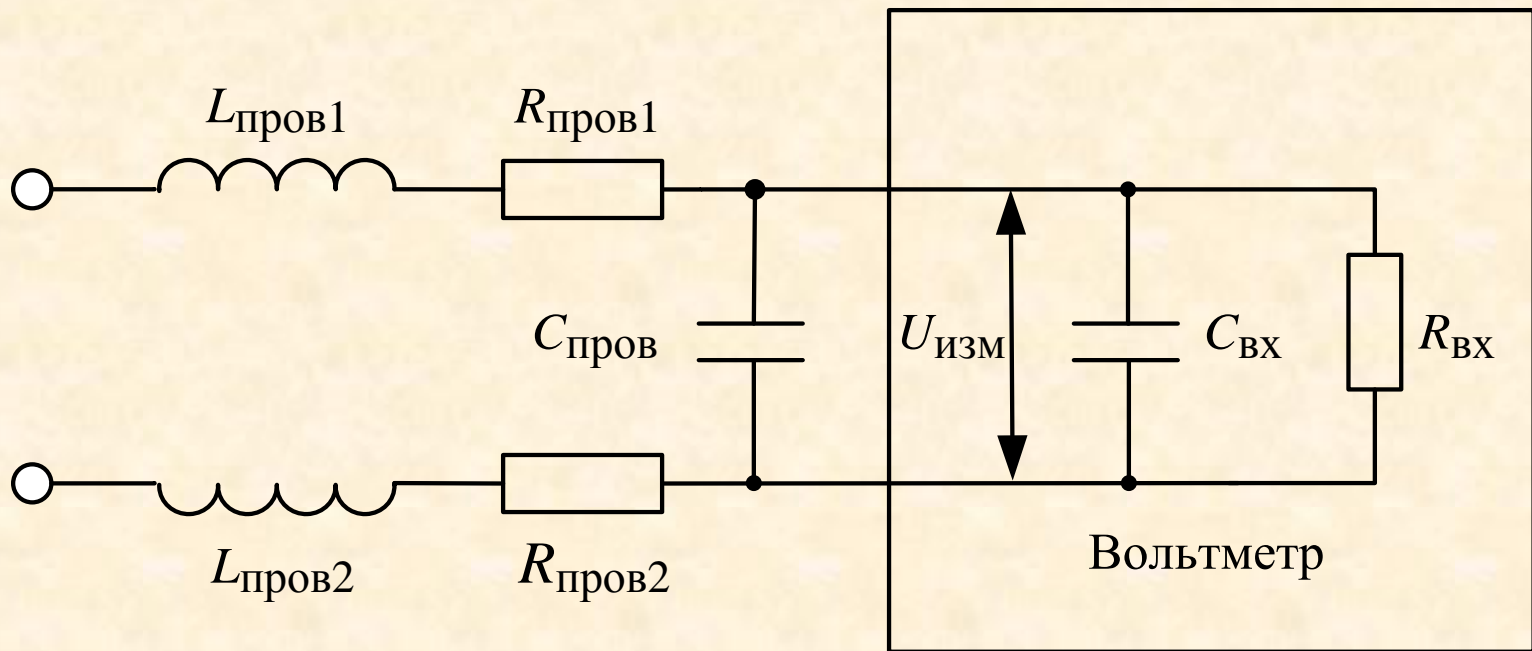 Lпров1
Rпров1
Cпров
Uизм
Cвх
Rвх
Lпров2
Rпров2
Вольтметр